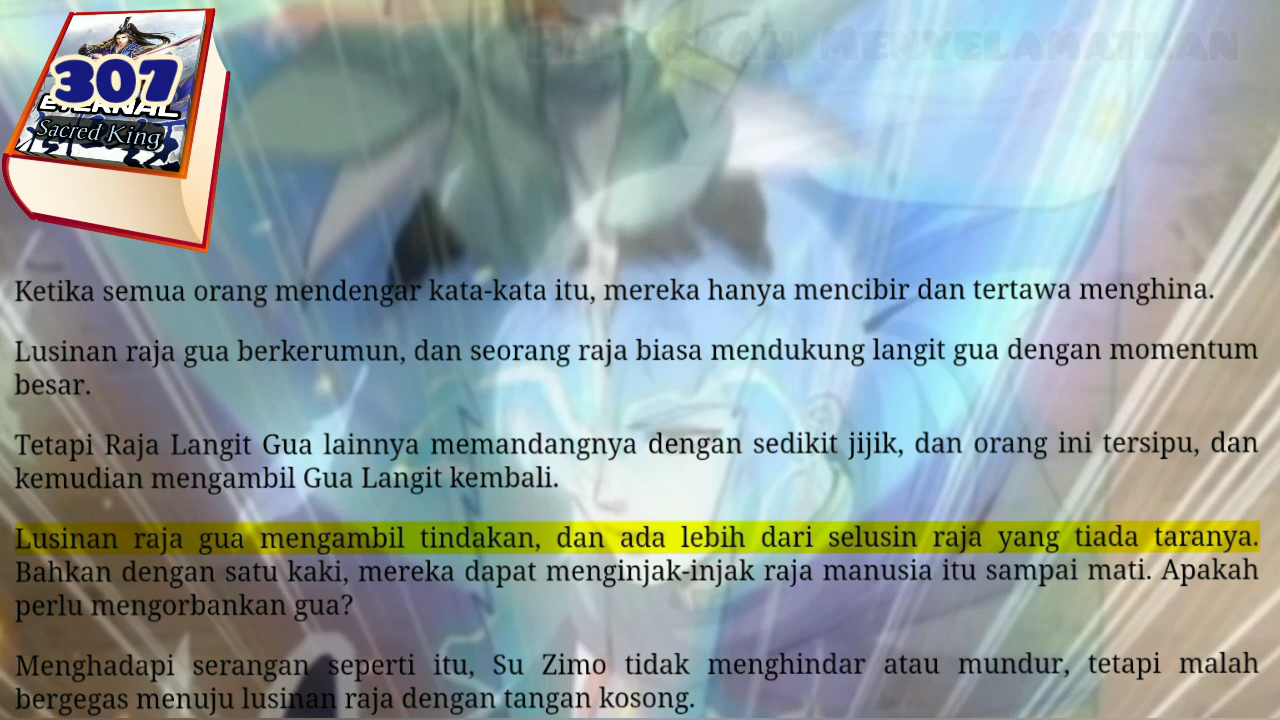 307
ETERNAL
Sacred King
Ketika semua orang mendengar kata-kata itu, mereka hanya mencibir dan tertawa menghina.
Lusinan raja gua berkerumun, dan seorang raja biasa mendukung langit gua dengan momentum
besar.
Tetapi Raja Langit Gua lainnya memandangnya dengan sedikit jijik, dan orang ini tersipu, dan
kemudian mengambil Gua Langit kembali.
Lusinan raja gua mengambil tindakan, dan ada lebih dari selusin raja yang tiada taranya.
Bahkan dengan satu kaki, mereka dapat menginjak-injak raja manusia itu sampai mati. Apakah
perlu mengorbankan gua?
Menghadapi serangan seperti itu, Su Zimo tidak menghindar atau mundur, tetapi malah
bergegas menuju lusinan raja dengan tangan kosong.